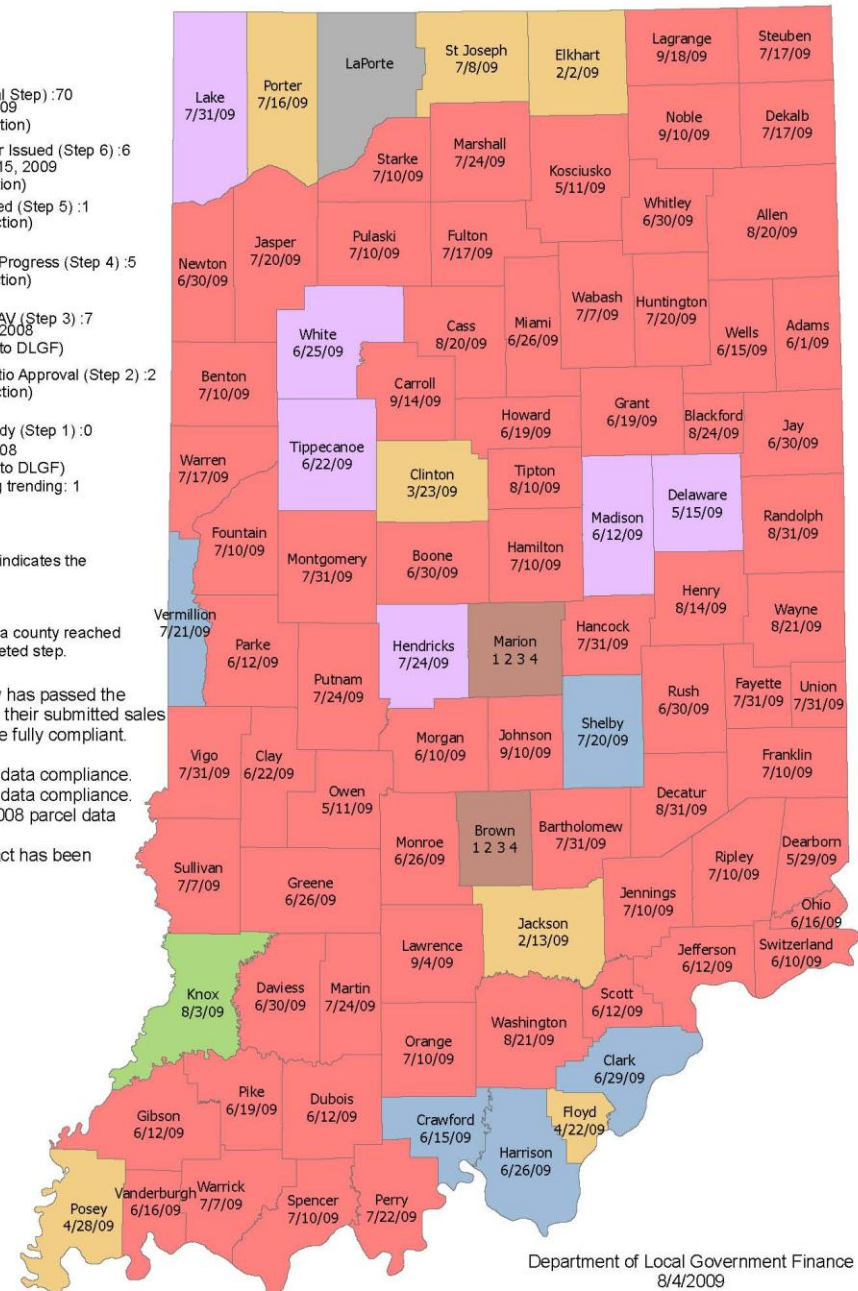 l Step) :70
09
tion)
r Issued (Step 6) :6
15, 2009
tion)
ed (Step 5) :1
ction)
Progress (Step 4) :5
ction)
AV (Step 3) :7
2008
to DLGF)
tio Approval (Step 2) :2
ction)
dy (Step 1) :0
08
to DLGF)
g trending: 1
indicates the
a county reached
eted step.
y has passed the
their submitted sales
e fully compliant.
data compliance.
data compliance.
008 parcel data
act has been
Lake
7/31/09
Porter
7/16/09
LaPorte
St Joseph
7/8/09
Elkhart
2/2/09
Lagrange
9/18/09
Steuben
7/17/09
Noble
9/10/09
Dekalb
7/17/09
Starke
7/10/09
Marshall
7/24/09
Kosciusko
5/11/09
Whitley
6/30/09
Allen
8/20/09
Newton
6/30/09
Jasper
7/20/09
Pulaski
7/10/09
Fulton
7/17/09
White
6/25/09
Cass
8/20/09
Miami
6/26/09
Wabash
7/7/09
Huntington
7/20/09
Wells
6/15/09
Adams
6/1/09
Benton
7/10/09
Carroll
9/14/09
Howard
6/19/09
Grant
6/19/09
Blackford
8/24/09
Jay
6/30/09
Warren
7/17/09
Tippecanoe
6/22/09
Clinton
3/23/09
Tipton
8/10/09
Madison
6/12/09
Delaware
5/15/09
Randolph
8/31/09
Fountain
7/10/09
Montgomery
7/31/09
Boone
6/30/09
Hamilton
7/10/09
Henry
8/14/09
Wayne
8/21/09
Vermillion
7/21/09
Parke
6/12/09
Putnam
7/24/09
Hendricks
7/24/09
Marion
1 2 3 4
Hancock
7/31/09
Shelby
7/20/09
Rush
6/30/09
Fayette
7/31/09
Union
7/31/09
Vigo
7/31/09
Clay
6/22/09
Owen
5/11/09
Morgan
6/10/09
Johnson
9/10/09
Decatur
8/31/09
Franklin
7/10/09
Sullivan
7/7/09
Greene
6/26/09
Monroe
6/26/09
Brown
1 2 3 4
Bartholomew
7/31/09
Jennings
7/10/09
Ripley
7/10/09
Dearborn
5/29/09
Ohio
6/16/09
Knox
8/3/09
Daviess
6/30/09
Martin
7/24/09
Lawrence
9/4/09
Jackson
2/13/09
Jefferson
6/12/09
Switzerland
6/10/09
Scott
6/12/09
Orange
7/10/09
Washington
8/21/09
Clark
6/29/09
Gibson
6/12/09
Pike
6/19/09
Dubois
6/12/09
Crawford
6/15/09
Harrison
6/26/09
Floyd
4/22/09
Posey
4/28/09
Vanderburgh
6/16/09
Warrick
7/7/09
Spencer
7/10/09
Perry
7/22/09
Department of Local Government Finance
8/4/2009